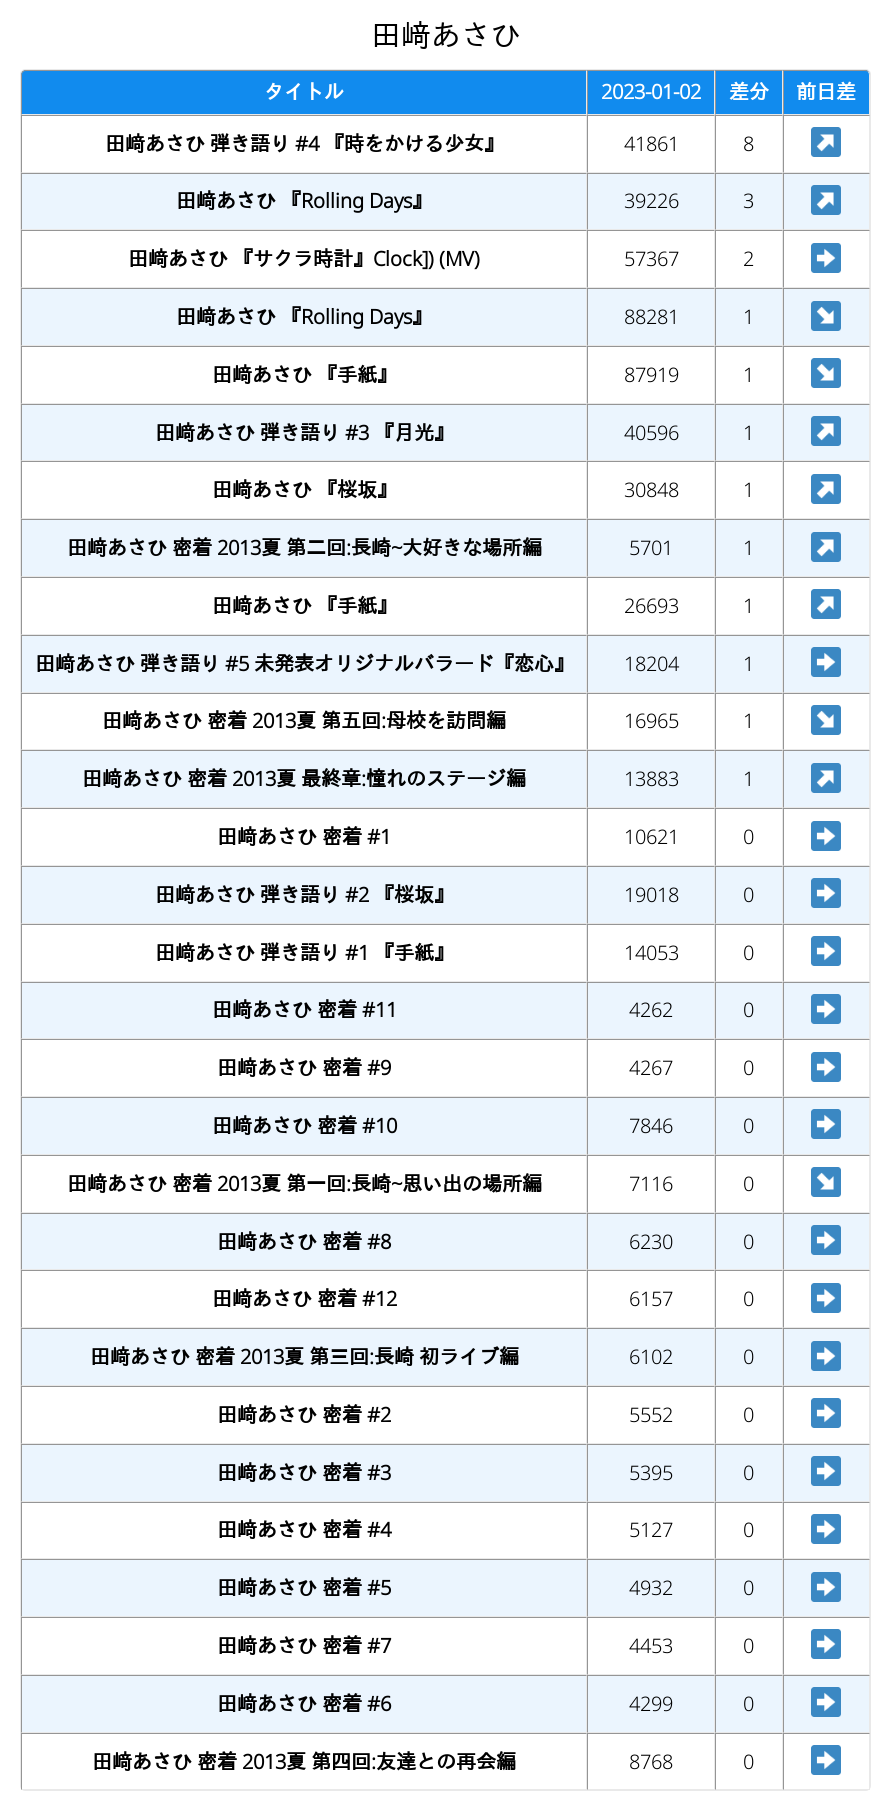 田﨑あさひ
タイトル 2023-01-02 差分 前日差
田﨑あさひ 弾き語り #4 『時をかける少女』 41861 8 ↗
田﨑あさひ 『Rolling Days』 39226 3 ↗
田﨑あさひ 『サクラ時計』Clock]) (MV) 57367 2 ➡
田﨑あさひ 『Rolling Days』 88281 1 ↘
田﨑あさひ 『手紙』 87919 1 ↘
田﨑あさひ 弾き語り #3 『月光』 40596 1 ↗
田﨑あさひ 『桜坂』 30848 1 ↗
田﨑あさひ 密着 2013夏 第二回:長崎~大好きな場所編 5701 1 ↗
田﨑あさひ 『手紙』 26693 1 ↗
田﨑あさひ 弾き語り #5 未発表オリジナルバラード『恋心』 18204 1 ➡
田﨑あさひ 密着 2013夏 第五回:母校を訪問編 16965 1 ↘
田﨑あさひ 密着 2013夏 最終章:憧れのステージ編 13883 1 ↗
田﨑あさひ 密着 #1 10621 0 ➡
田﨑あさひ 弾き語り #2 『桜坂』 19018 0 ➡
田﨑あさひ 弾き語り #1 『手紙』 14053 0 ➡
田﨑あさひ 密着 #11 4262 0 ➡
田﨑あさひ 密着 #9 4267 0 ➡
田﨑あさひ 密着 #10 7846 0 ➡
田﨑あさひ 密着 2013夏 第一回:長崎~思い出の場所編 7116 0 ↘
田﨑あさひ 密着 #8 6230 0 ➡
田﨑あさひ 密着 #12 6157 0 ➡
田﨑あさひ 密着 2013夏 第三回:長崎 初ライブ編 6102 0 ➡
田﨑あさひ 密着 #2 5552 0 ➡
田﨑あさひ 密着 #3 5395 0 ➡
田﨑あさひ 密着 #4 5127 0 ➡
田﨑あさひ 密着 #5 4932 0 ➡
田﨑あさひ 密着 #7 4453 0 ➡
田﨑あさひ 密着 #6 4299 0 ➡
田﨑あさひ 密着 2013夏 第四回:友達との再会編 8768 0 ➡